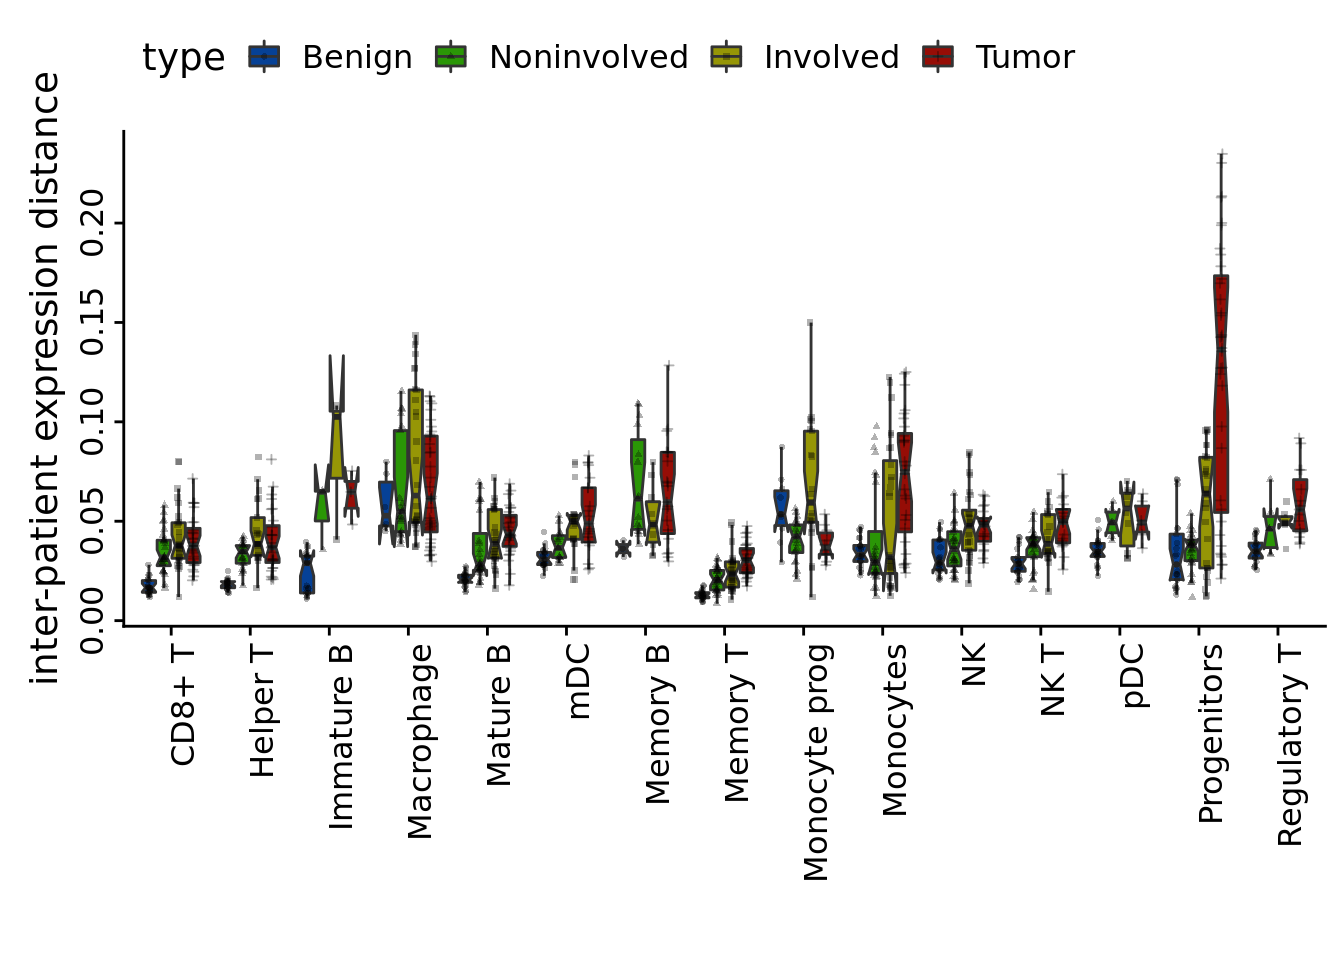 type Benign Noninvolved Involved Tumor
inter-patient expression distance
0.20
0.15
0.10
0.05
0.00
CD8+ T
Helper T
Immature B
Macrophage
Mature B
mDC
Memory B
Memory T
Monocyte prog
Monocytes
NK
NK T
pDC
Progenitors
Regulatory T